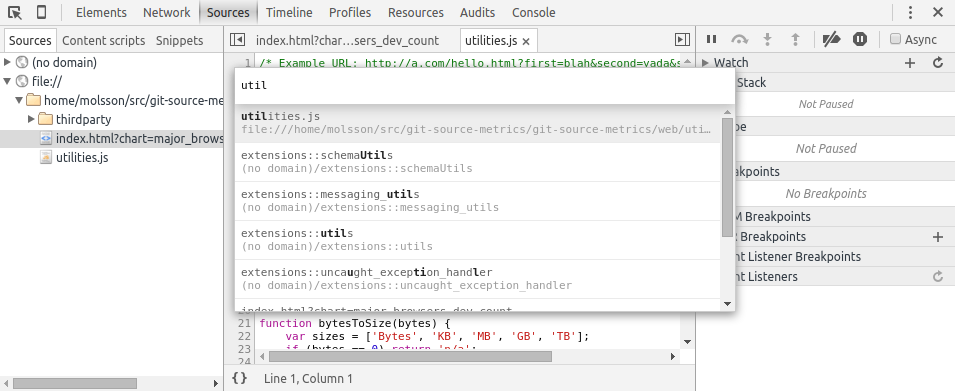 Elements Network Sources Timeline Profiles Resources Audits Console
Sources Content scripts Snippets
index.html?char…sers_dev_count utilities.js
Async
(no domain)
file://
home/molsson/src/git-source-me
thirdparty
index.html?chart=major_brows
utilities.js
1 /* Example URL: http://a.com/hello.html?first=blah&second=yada&s
util
utilities.js
file:///home/molsson/src/git-source-metrics/git-source-metrics/web/uti…
extensions::schemaUtils
(no domain)/extensions::schemaUtils
extensions::messaging_utils
(no domain)/extensions::messaging_utils
extensions::utils
(no domain)/extensions::utils
extensions::uncaught_exception_handler
(no domain)/extensions::uncaught_exception_handler
index.html?chart=major_browsers_dev_count
21 function bytesToSize(bytes) {
22 var sizes = ['Bytes', 'KB', 'MB', 'GB', 'TB'];
23 if (bytes == 0) return 'n/a';
24
{} Line 1, Column 1
Watch
Stack
Not Paused
pe
Not Paused
akpoints
No Breakpoints
M Breakpoints
R Breakpoints
nt Listener Breakpoints
nt Listeners